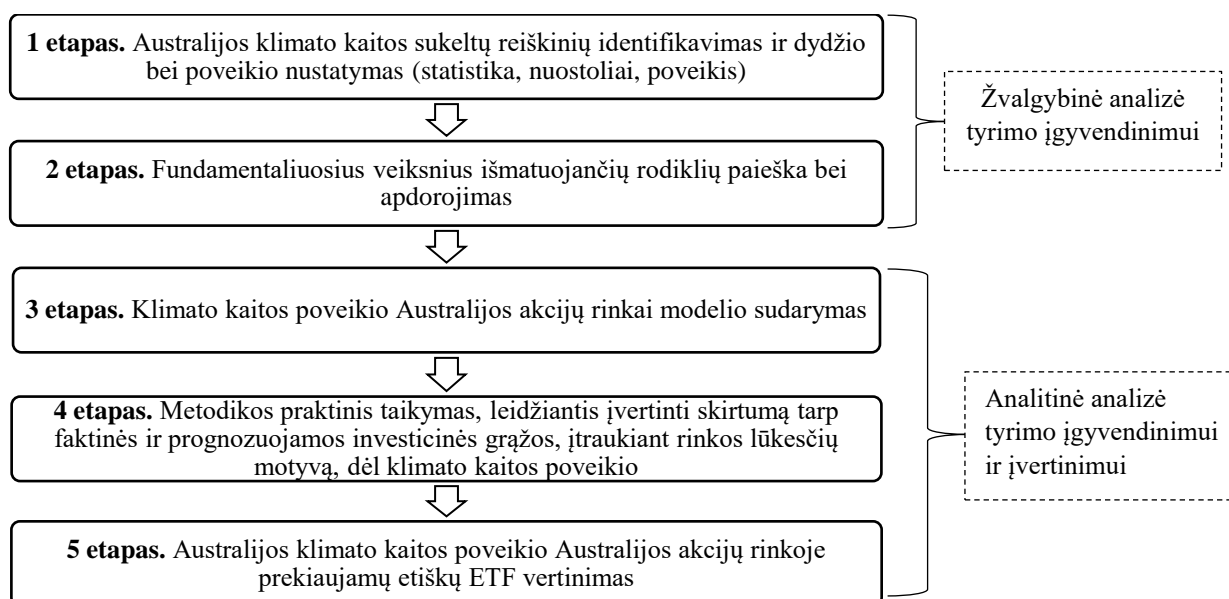 1 etapas. Australijos klimato kaitos sukeltų reiškinių identifikavimas ir dydžio
bei poveikio nustatymas (statistika, nuostoliai, poveikis)
2 etapas. Fundamentaliuosius veiksnius išmatuojančių rodiklių paieška bei
apdorojimas
Žvalgybinė analizė
tyrimo įgyvendinimui
3 etapas. Klimato kaitos poveikio Australijos akcijų rinkai modelio sudarymas
4 etapas. Metodikos praktinis taikymas, leidžiantis įvertinti skirtumą tarp
faktinės ir prognozuojamos investicinės grąžos, įtraukiant rinkos lūkesčių
motyvą, dėl klimato kaitos poveikio
5 etapas. Australijos klimato kaitos poveikio Australijos akcijų rinkoje
prekiaujamų etiškų ETF vertinimas
Analitinė analizė
tyrimo įgyvendinimui
ir įvertinimui